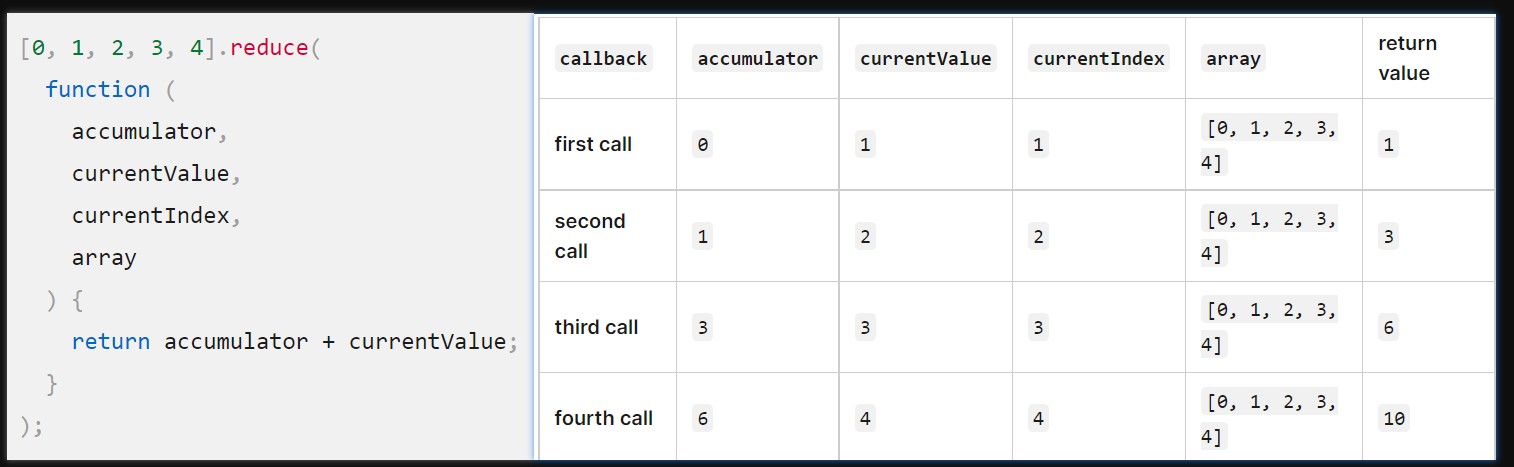 [0, 1, 2, 3, 4].reduce(
function (
accumulator,
currentValue,
currentIndex,
array
) {
return accumulator + currentValue;
}
);
callback accumulator currentValue currentIndex array return value
first call 0 1 1 [0, 1, 2, 3, 4] 1
second call 1 2 2 [0, 1, 2, 3, 4] 3
third call 3 3 3 [0, 1, 2, 3, 4] 6
fourth call 6 4 4 [0, 1, 2, 3, 4] 10